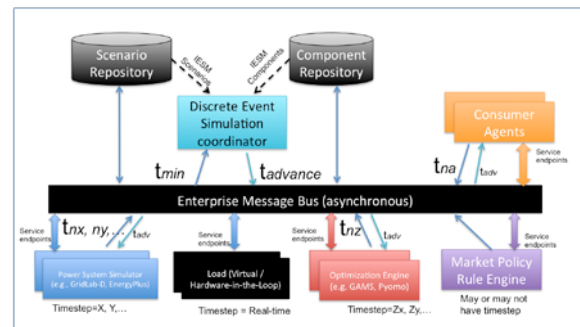 Scenario
Repository
IESM
Scenarios
IESM
Components
Component
Repository
Discrete Event
Simulation
coordinator
Consumer
Agents
tmin
tadvance
tna
tadv
Service
endpoints
Enterprise Message Bus (asynchronous)
Service
endpoints
tnx, ny,...
tadv
Service
endpoints
Service
endpoints
tnz
tadv
Service
endpoints
Power System Simulator
(e.g., GridLab-D, EnergyPlus)
Load (Virtual /
Hardware-in-the-Loop)
Optimization Engine
(e.g. GAMS, Pyomo)
Market Policy
Rule Engine
Timestep=X, Y,...
Timestep = Real-time
Timestep=Zx, Zy,...
May or may not
have timestep